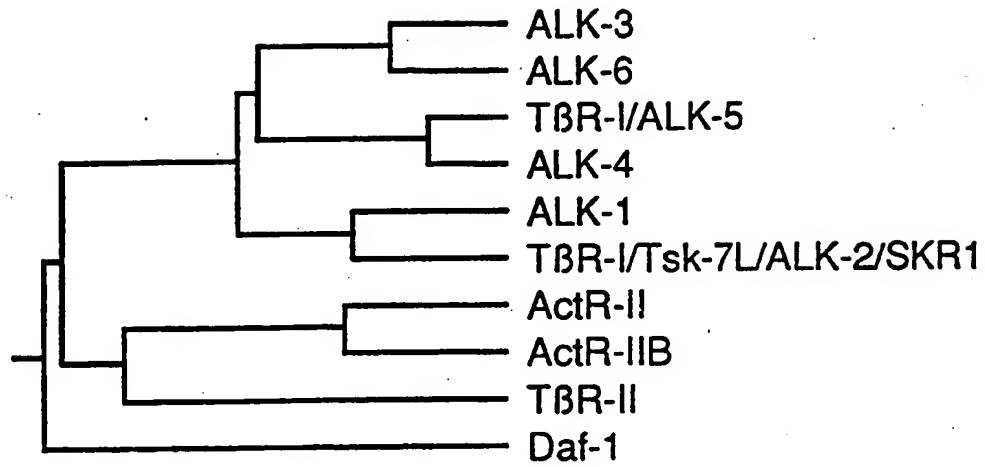 ALK-3
ALK-6
TßR-I/ALK-5
ALK-4
ALK-1
TßR-I/Tsk-7L/ALK-2/SKR1
ActR-II
ActR-IIB
TßR-II
Daf-1